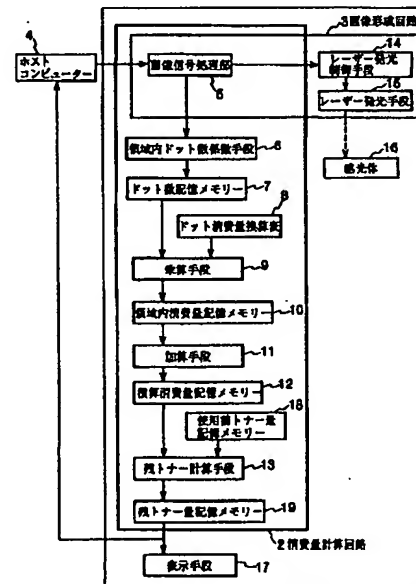 3画像形成回路
4
ホスト
コンピューター
画像信号処理部
5
14
レーザー発光
制御手段
15
レーザー発光手段
16
感光体
領域内ドット数係数手段
6
ドット数記憶メモリー
7
8
ドット消費量換算表
乗算手段
9
領域内消費量記憶メモリー
10
加算手段
11
積算消費量記憶メモリー
12
18
使用前トナー量
記憶メモリー
残トナー計算手段
13
残トナー量記憶メモリー
19
2消費量計算回路
表示手段
17